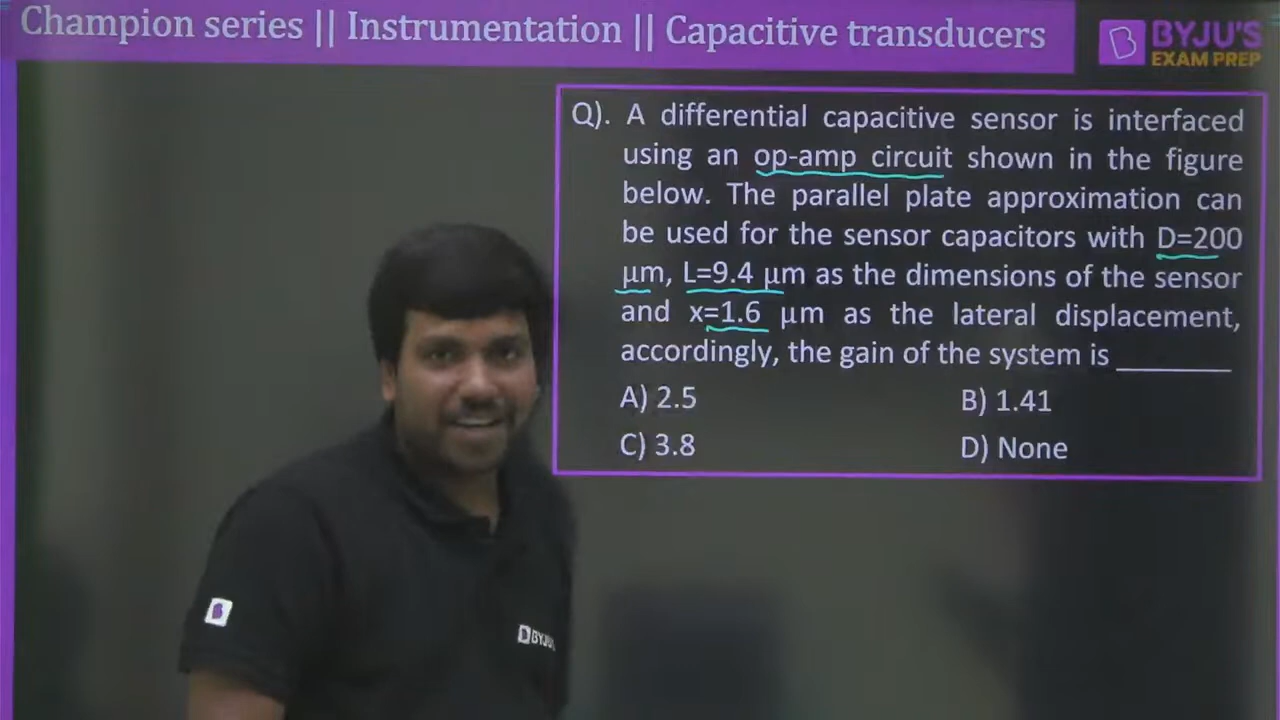 Champion series || Instrumentation || Capacitive transducers
BYJU'S
EXAM PREP
Q). A differential capacitive sensor is interfaced
using an op-amp circuit shown in the figure
below. The parallel plate approximation can
be used for the sensor capacitors with D=200
μm, L=9.4 μm as the dimensions of the sensor
and x=1.6 μm as the lateral displacement,
accordingly, the gain of the system is ________
A) 2.5 B) 1.41
C) 3.8 D) None
BYJU'S